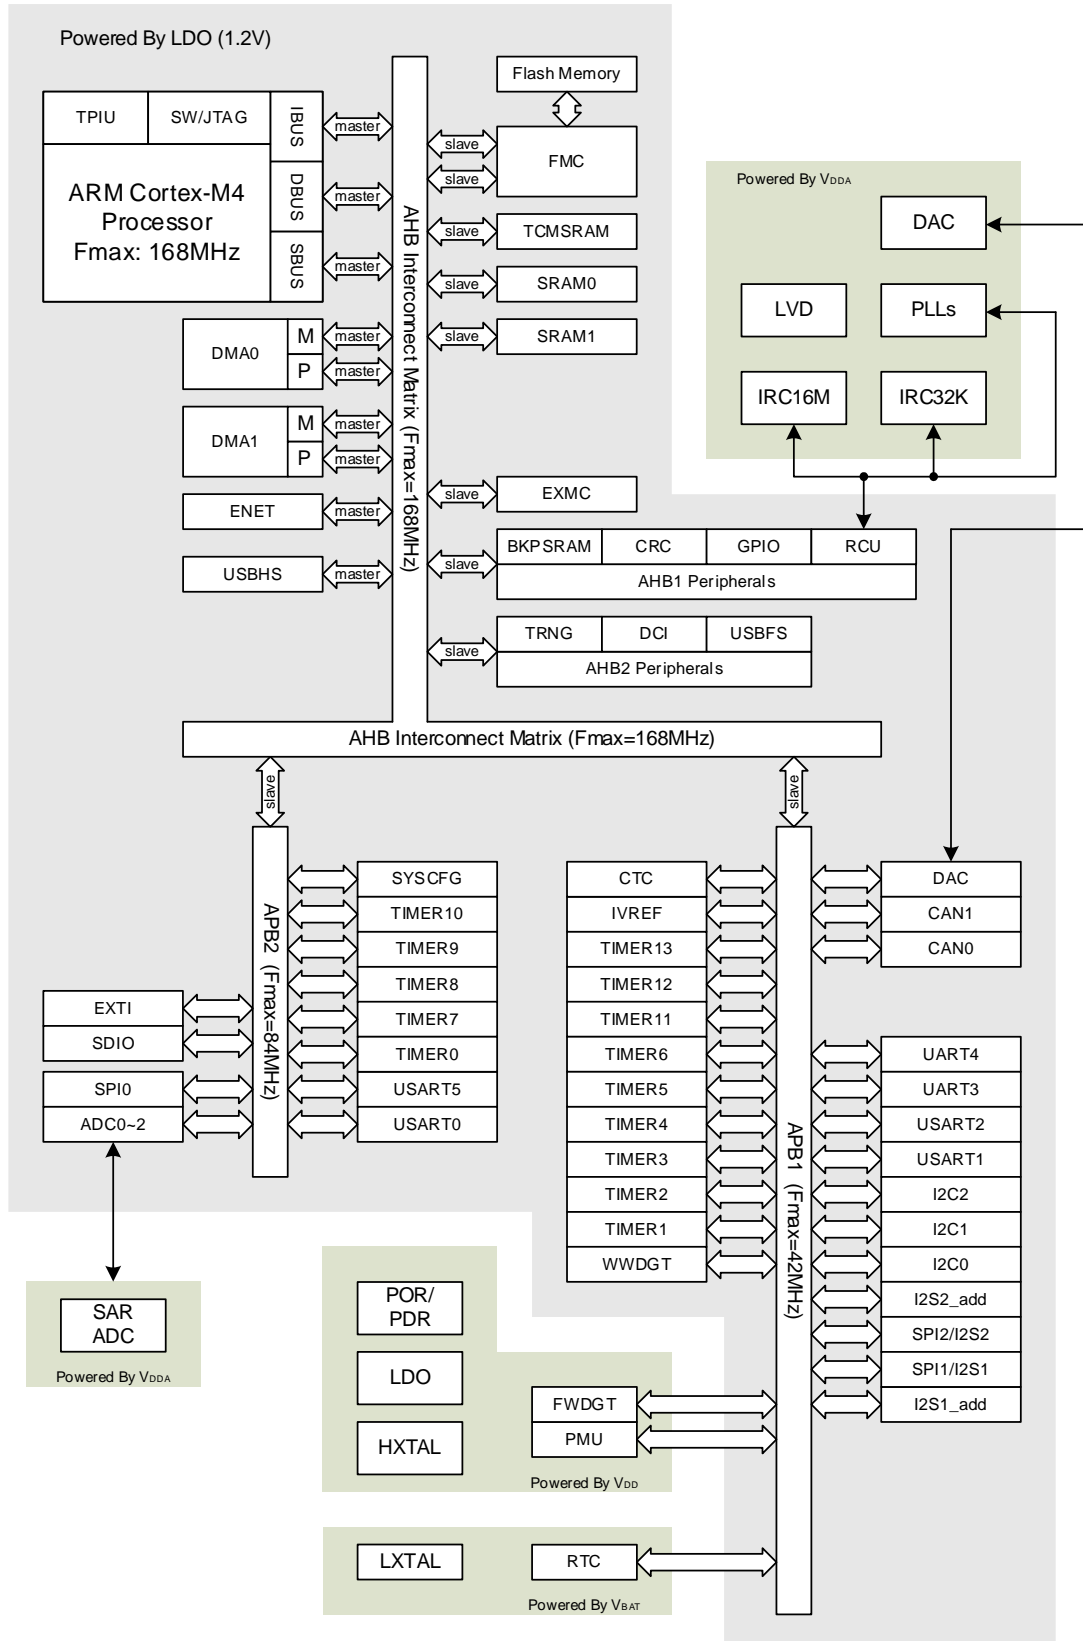 Powered By LDO (1.2V)
TPIU
SW/JTAG
IBUS
DBUS
SBUS
ARM Cortex-M4
Processor
Fmax: 168MHz
master
master
master
DMA0
M
P
master
master
DMA1
M
P
master
master
ENET
master
USBHS
master
AHB Interconnect Matrix (Fmax=168MHz)
Flash Memory
slave
slave
FMC
slave
TCMSRAM
slave
SRAM0
slave
SRAM1
slave
EXMC
slave
BKPSRAM
CRC
GPIO
RCU
AHB1 Peripherals
slave
TRNG
DCI
USBFS
AHB2 Peripherals
Powered By VDDA
DAC
LVD
PLLs
IRC16M
IRC32K
AHB Interconnect Matrix (Fmax=168MHz)
slave
slave
APB2 (Fmax=84MHz)
SYSCFG
TIMER10
TIMER9
TIMER8
TIMER7
TIMER0
USART5
USART0
EXTI
SDIO
SPI0
ADC0~2
SAR
ADC
Powered By VDDA
CTC
IVREF
TIMER13
TIMER12
TIMER11
TIMER6
TIMER5
TIMER4
TIMER3
TIMER2
TIMER1
WWDGT
APB1 (Fmax=42MHz)
DAC
CAN1
CAN0
UART4
UART3
USART2
USART1
I2C2
I2C1
I2C0
I2S2_add
SPI2/I2S2
SPI1/I2S1
I2S1_add
POR/
PDR
LDO
HXTAL
FWDGT
PMU
Powered By VDD
LXTAL
RTC
Powered By VBAT